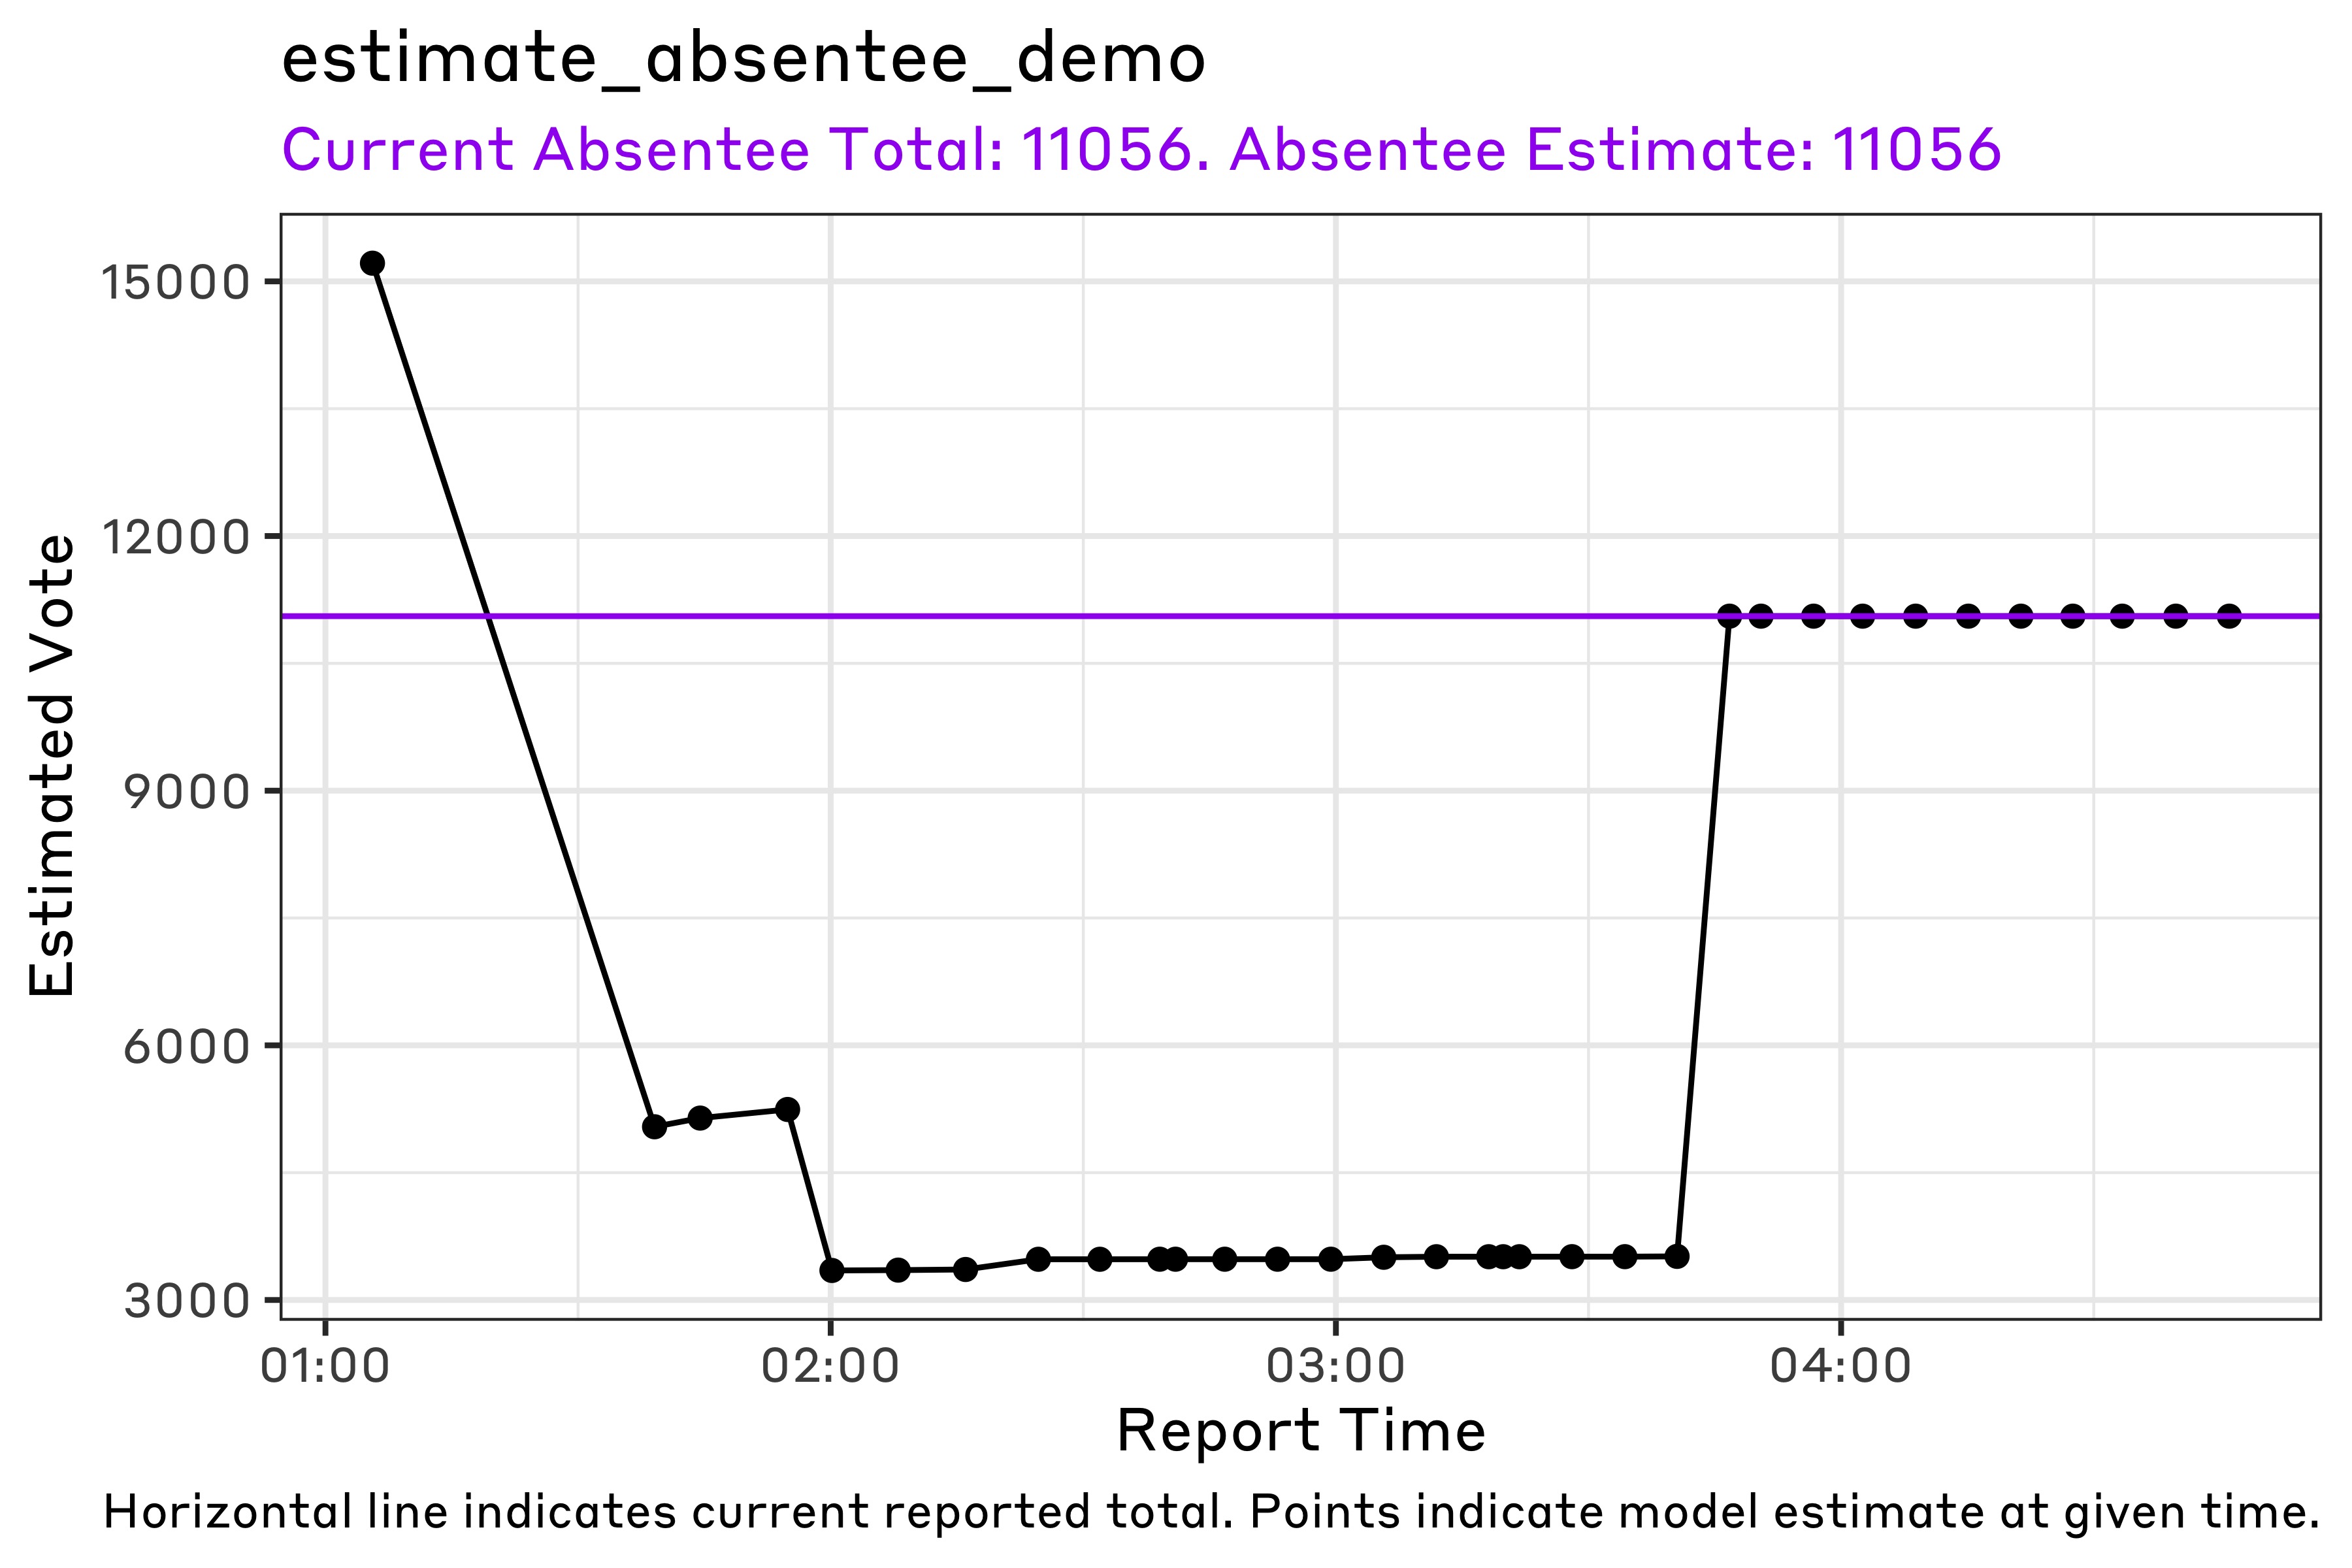 estimate_absentee_demo
Current Absentee Total: 11056. Absentee Estimate: 11056
Estimated Vote
15000
12000
9000
6000
3000
01:00 02:00 03:00 04:00
Report Time
Horizontal line indicates current reported total. Points indicate model estimate at given time.